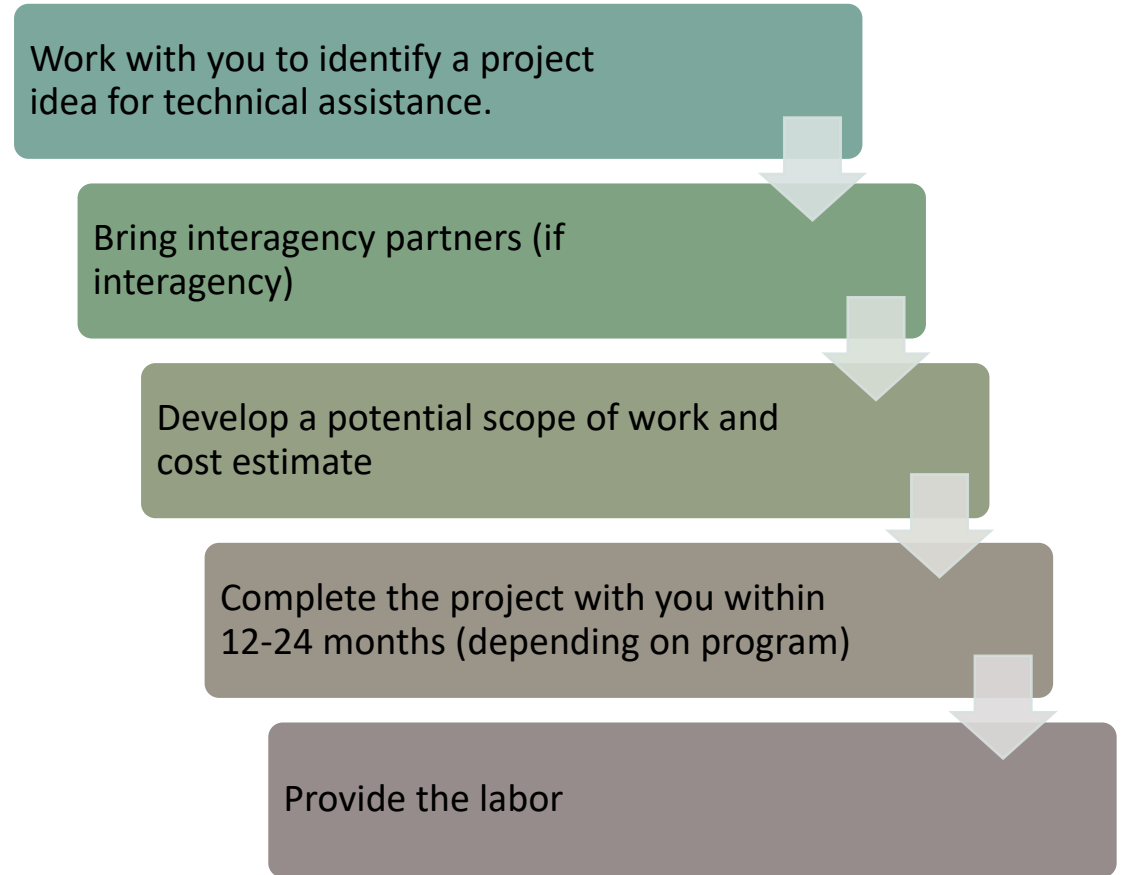 Work with you to identify a project
idea for technical assistance.
Bring interagency partners (if
interagency)
Develop a potential scope of work and
cost estimate
Complete the project with you within
12-24 months (depending on program)
Provide the labor